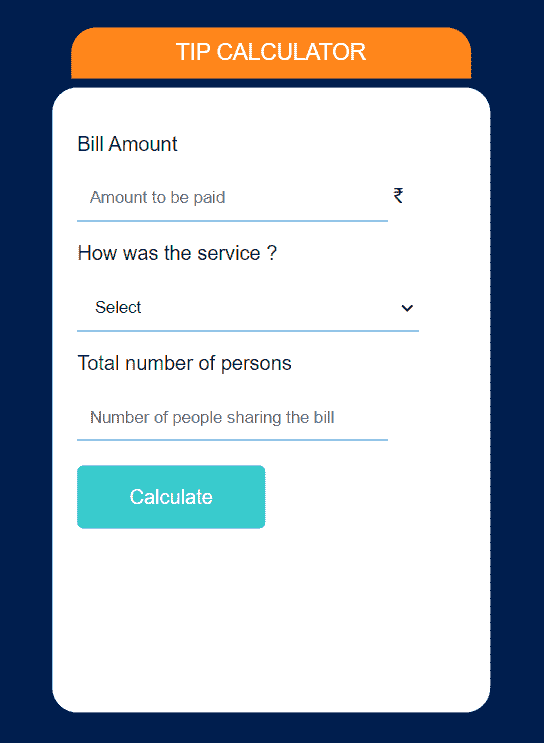 TIP CALCULATOR
Bill Amount
Amount to be paid ₹
How was the service ?
Select
Total number of persons
Number of people sharing the bill
Calculate